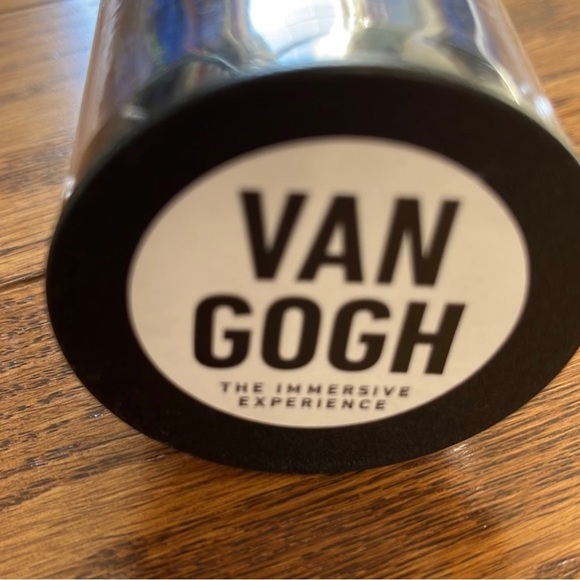 VAN
GOGH
THE IMMERSIVE
EXPERIENCE